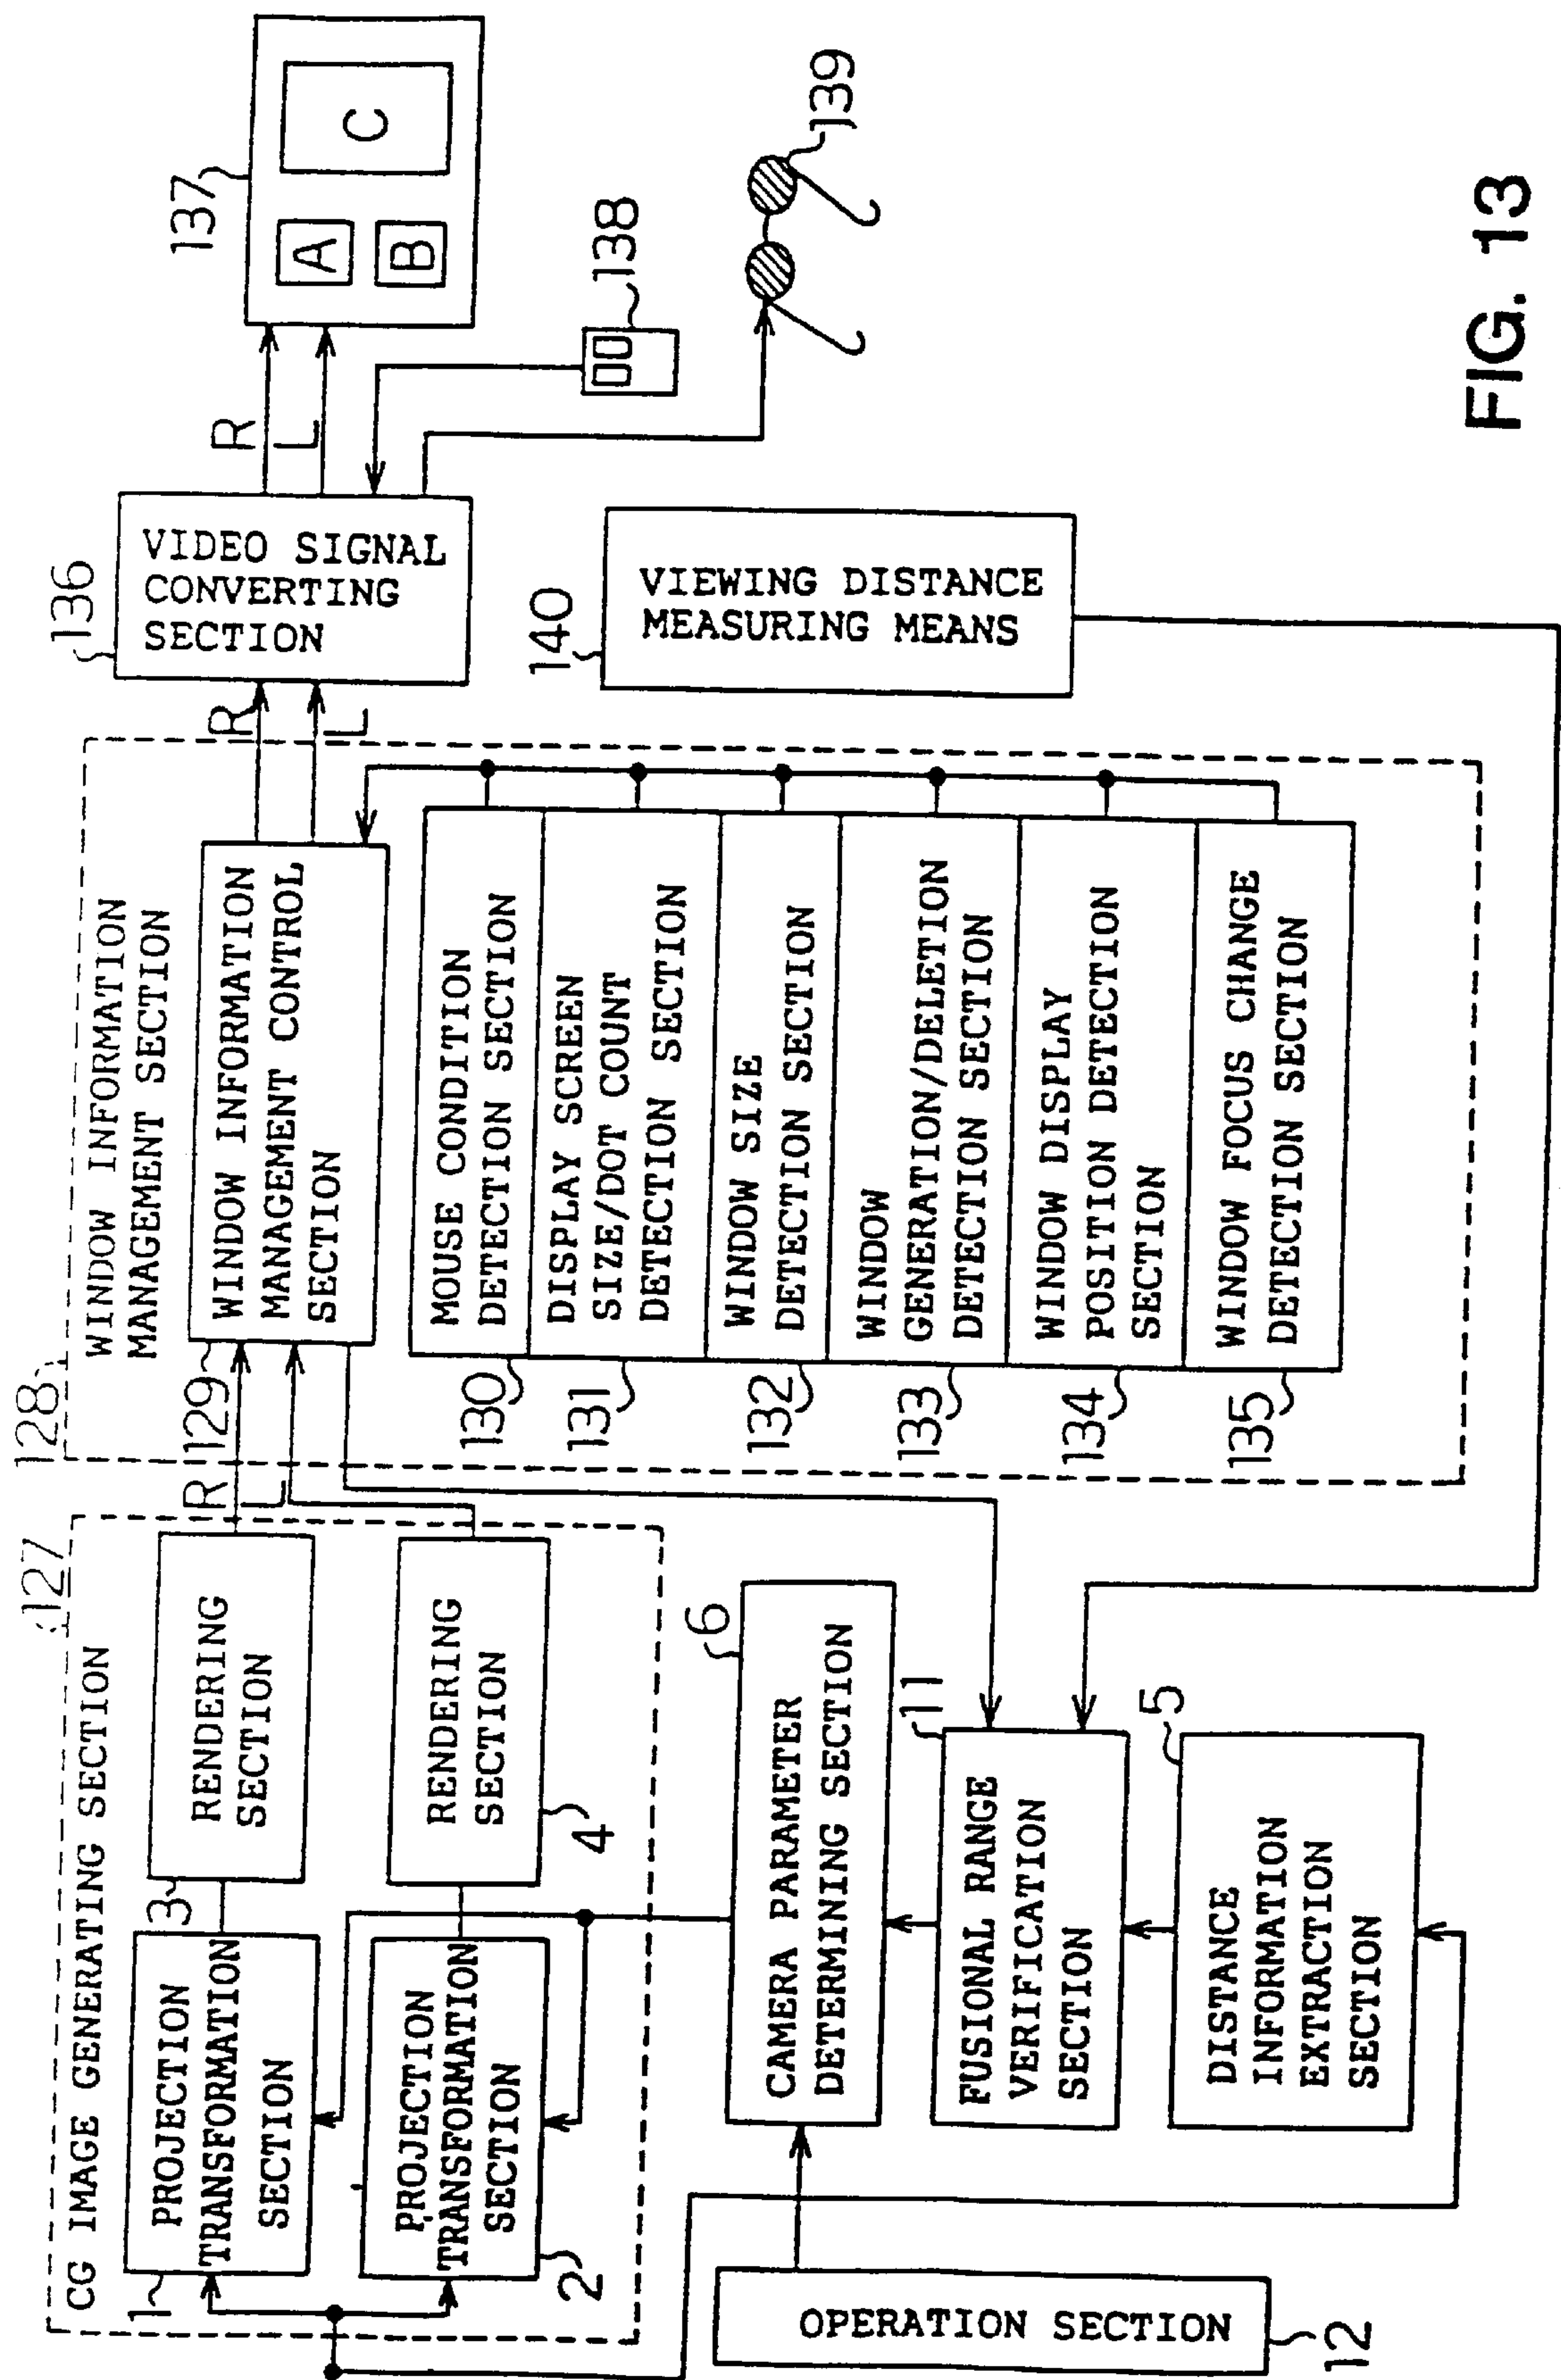 128
WINDOW INFORMATION
MANAGEMENT SECTION
127
CG IMAGE GENERATING SECTION
1
PROJECTION
TRANSFORMATION
SECTION
3
RENDERING
SECTION
R
L
129
WINDOW INFORMATION
MANAGEMENT CONTROL
SECTION
R
L
136
VIDEO SIGNAL
CONVERTING
SECTION
R
L
137
A
B
C
2
PROJECTION
TRANSFORMATION
SECTION
4
RENDERING
SECTION
130
MOUSE CONDITION
DETECTION SECTION
131
DISPLAY SCREEN
SIZE/DOT COUNT
DETECTION SECTION
132
WINDOW SIZE
DETECTION SECTION
133
WINDOW
GENERATION/DELETION
DETECTION SECTION
134
WINDOW DISPLAY
POSITION DETECTION
SECTION
135
WINDOW FOCUS CHANGE
DETECTION SECTION
138
139
140
VIEWING DISTANCE
MEASURING MEANS
6
CAMERA PARAMETER
DETERMINING SECTION
11
FUSIONAL RANGE
VERIFICATION
SECTION
5
DISTANCE
INFORMATION
EXTRACTION
SECTION
OPERATION SECTION
12
FIG. 13